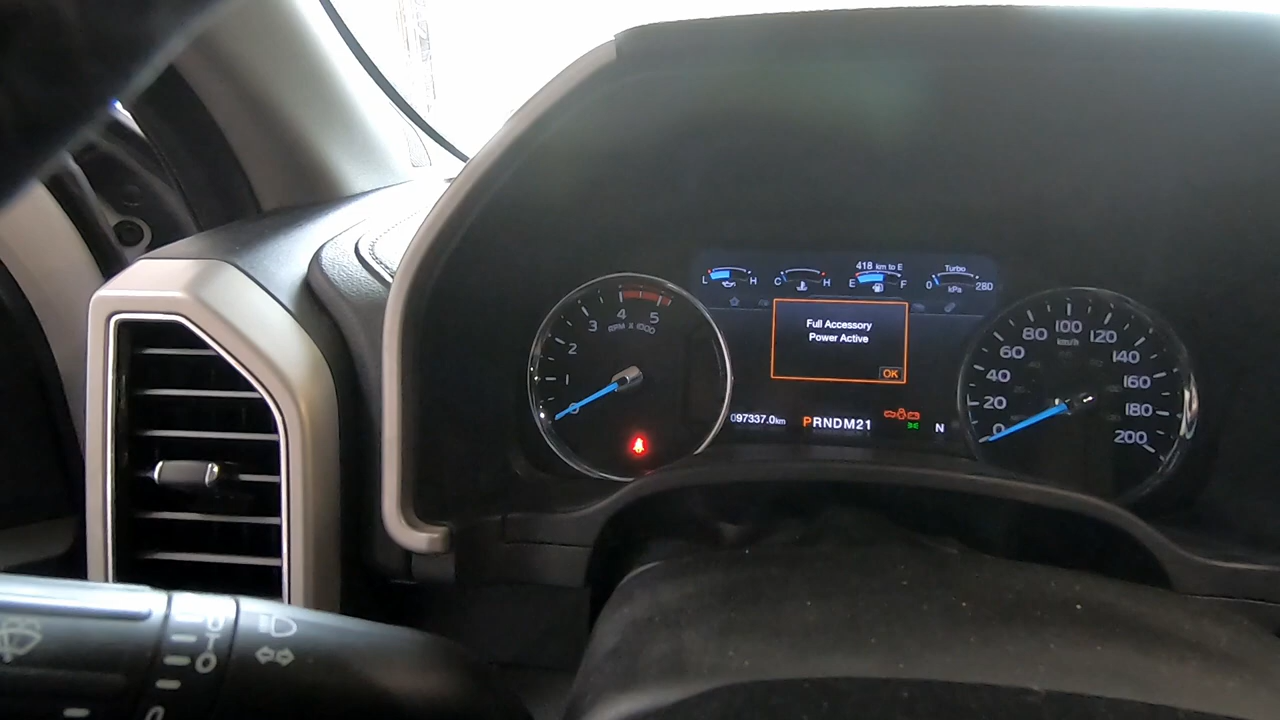 418 km to E
Turbo
L H C H E F 0 280
kPa
Full Accessory
Power Active
OK
097337.0km
PRNDM21
N
0
1
2
3
4
5
RPM X 1000
0
20
40
60
80
100
120
140
160
180
200
km/h